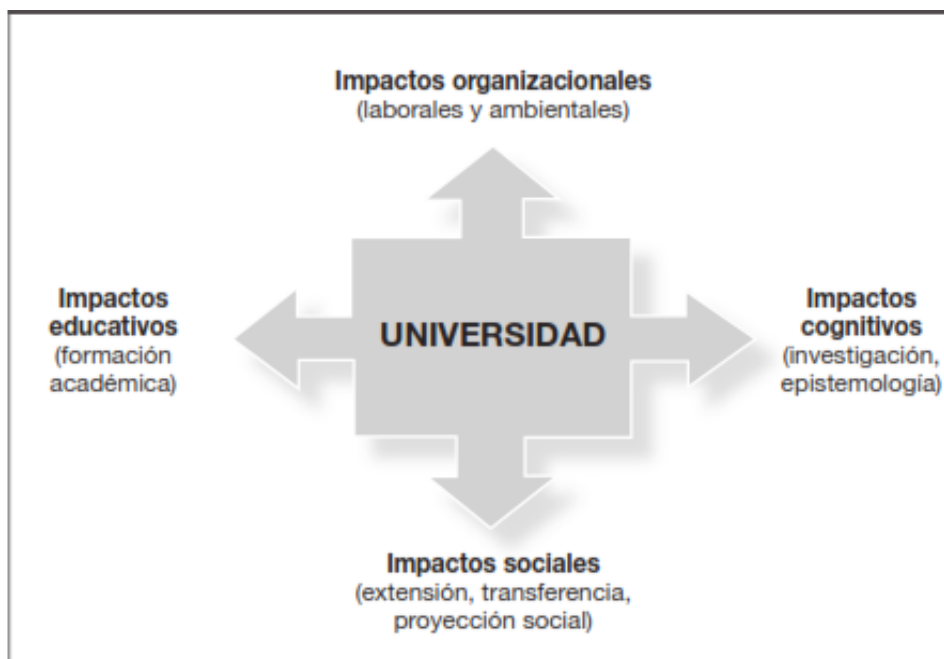 Impactos organizacionales
(laborales y ambientales)
Impactos
educativos
(formación
académica)
UNIVERSIDAD
Impactos
cognitivos
(investigación,
epistemología)
Impactos sociales
(extensión, transferencia,
proyección social)